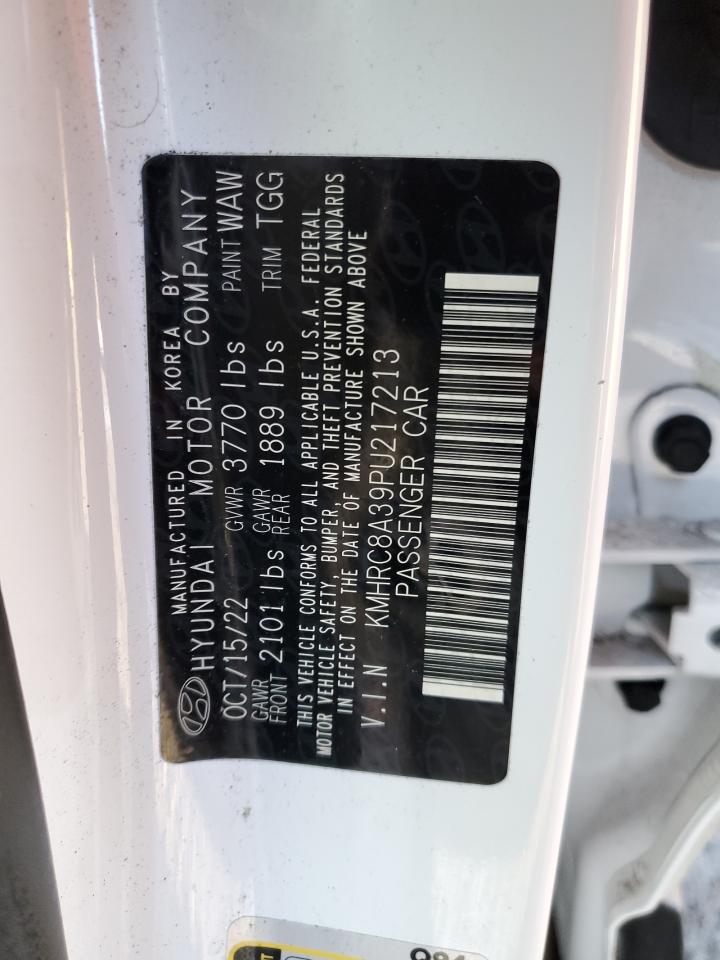 MANUFACTURED IN KOREA BY
HYUNDAI MOTOR COMPANY
OCT/15/22 GVWR 3770 lbs PAINT WAW
GAWR FRONT 2101 lbs GAWR REAR 1889 lbs TRIM TGG
THIS VEHICLE CONFORMS TO ALL APPLICABLE U.S.A. FEDERAL
MOTOR VEHICLE SAFETY, BUMPER, AND THEFT PREVENTION STANDARDS
IN EFFECT ON THE DATE OF MANUFACTURE SHOWN ABOVE
V.I.N KMHRC8A39PU217213
PASSENGER CAR